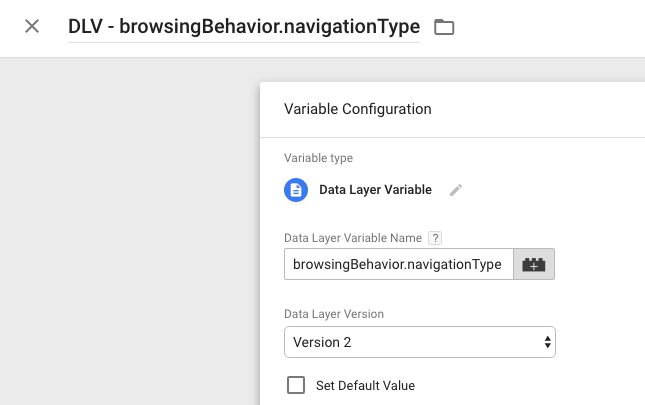 DLV - browsingBehavior.navigationType
Variable Configuration
Variable type
Data Layer Variable
Data Layer Variable Name ?
browsingBehavior.navigationType
Data Layer Version
Version 2
Set Default Value